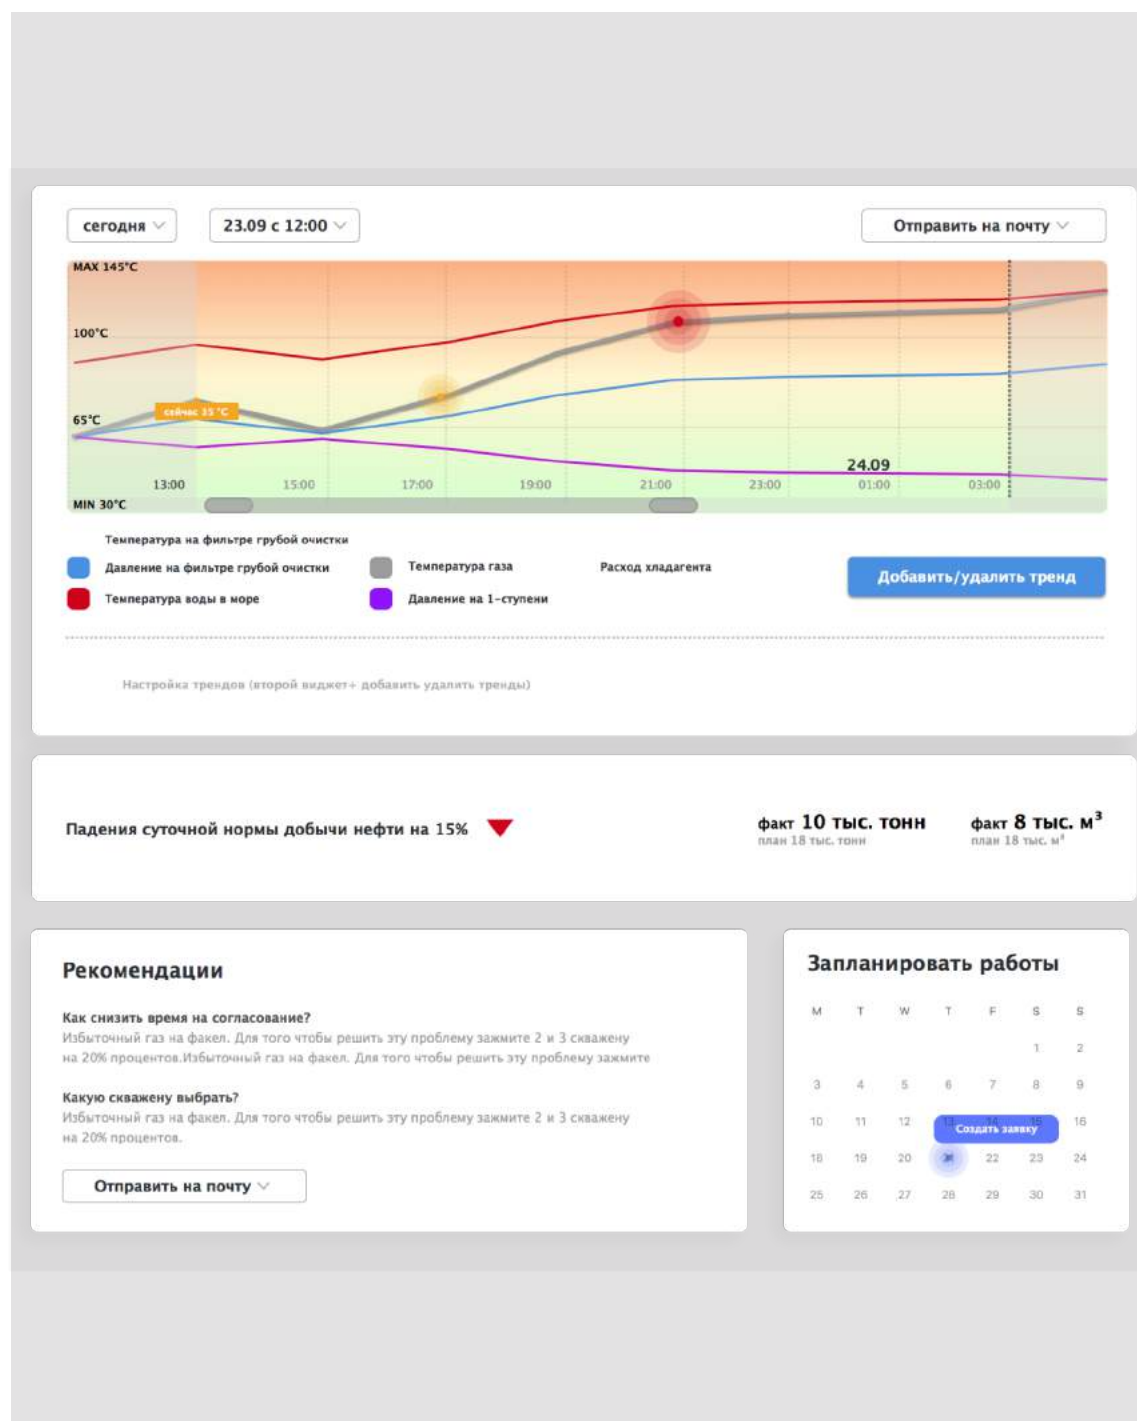 сегодня
23.09 с 12:00
Отправить на почту
MAX 145°C
100°C
сейчас 35 °C
65°C
24.09
13:00 15:00 17:00 19:00 21:00 23:00 01:00 03:00
MIN 30°C
Температура на фильтре грубой очистки
Давление на фильтре грубой очистки
Температура газа
Расход хладагента
Добавить/удалить тренд
Температура воды в море
Давление на 1-ступени
Настройка трендов (второй виджет+ добавить удалить тренды)
Падения суточной нормы добычи нефти на 15%
факт 10 тыс. тонн
план 18 тыс. тонн
факт 8 тыс. м³
план 18 тыс. м³
Рекомендации
Как снизить время на согласование?
Избыточный газ на факел. Для того чтобы решить эту проблему зажмите 2 и 3 скважену
на 20% процентов.Избыточный газ на факел. Для того чтобы решить эту проблему зажмите
Какую скважену выбрать?
Избыточный газ на факел. Для того чтобы решить эту проблему зажмите 2 и 3 скважену
на 20% процентов.
Отправить на почту
Запланировать работы
M T W T F S S
1 2
3 4 5 6 7 8 9
10 11 12 13 14 15 16
Создать заявку
18 19 20 22 23 24
25 26 27 28 29 30 31